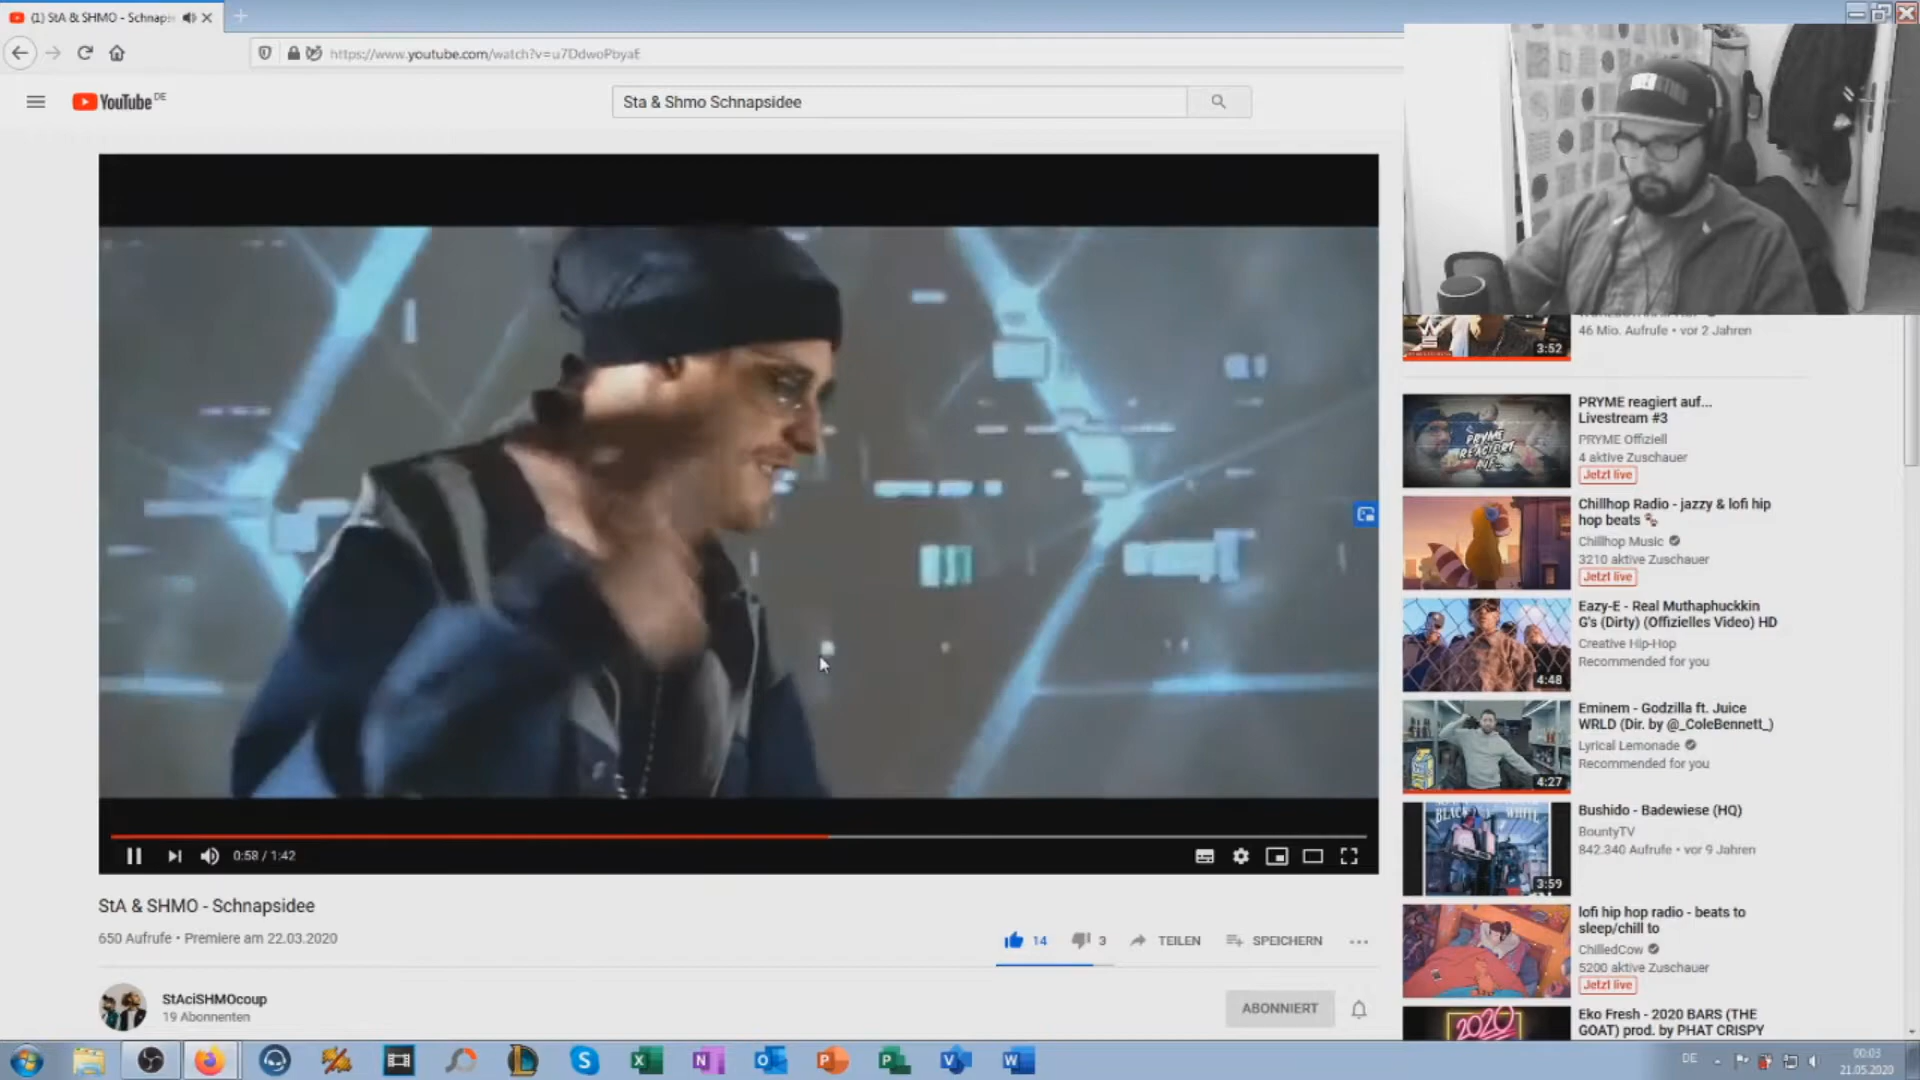 (1) StA & SHMO - Schnaps
https://www.youtube.com/watch?v=u7DdwoPbyaE
YouTube DE
Sta & Shmo Schnapsidee
46 Mio. Aufrufe • vor 2 Jahren
3:52
PRYME REAGIERT AUF...
PRYME reagiert auf...
Livestream #3
PRYME Offiziell
4 aktive Zuschauer
Jetzt live
Chillhop Radio - jazzy & lofi hip
hop beats
Chillhop Music
3210 aktive Zuschauer
Jetzt live
Eazy-E - Real Muthaphuckkin
G's (Dirty) (Offizielles Video) HD
Creative Hip-Hop
Recommended for you
4:48
Eminem - Godzilla ft. Juice
WRLD (Dir. by @_ColeBennett_)
Lyrical Lemonade
Recommended for you
4:27
Bushido - Badewiese (HQ)
BountyTV
842.340 Aufrufe • vor 9 Jahren
3:59
lofi hip hop radio - beats to
sleep/chill to
ChilledCow
5200 aktive Zuschauer
Jetzt live
2020
Eko Fresh - 2020 BARS (THE
GOAT) prod. by PHAT CRISPY
0:58 / 1:42
StA & SHMO - Schnapsidee
650 Aufrufe • Premiere am 22.03.2020
14
3
TEILEN
SPEICHERN
StAciSHMOcoup
19 Abonnenten
ABONNIERT
DE
00:03
21.05.2020